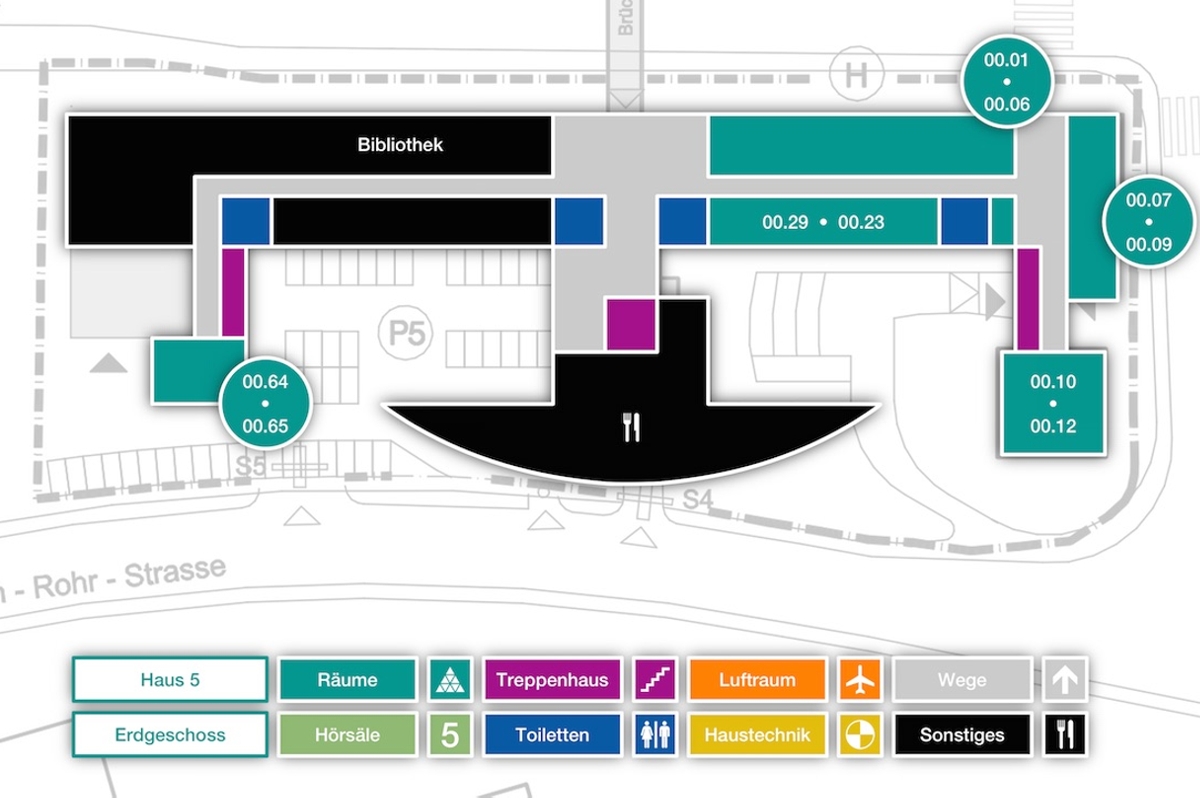 Brüc
H
00.01
•
00.06
Bibliothek
00.07
•
00.09
00.29 • 00.23
P5
00.64
•
00.65
00.10
•
00.12
S5
S4
- Rohr - Strasse
Haus 5
Räume
Treppenhaus
Luftraum
Wege
Erdgeschoss
Hörsäle
5
Toiletten
Haustechnik
Sonstiges